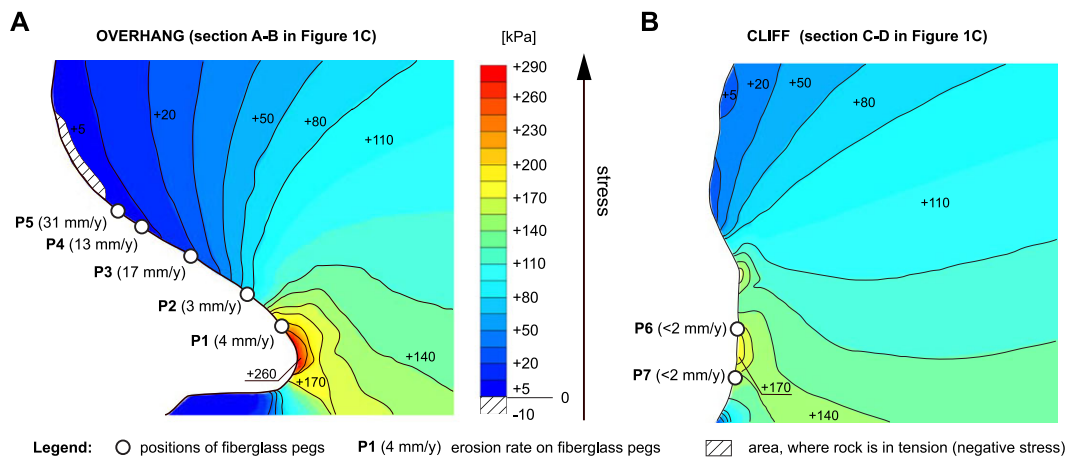 A
OVERHANG (section A-B in Figure 1C)
+5
+20
+50
+80
+110
P5 (31 mm/y)
P4 (13 mm/y)
P3 (17 mm/y)
P2 (3 mm/y)
P1 (4 mm/y)
+260
+170
+140
[kPa]
+290
+260
+230
+200
+170
+140
+110
+80
+50
+20
+5
0
-10
stress
B
CLIFF (section C-D in Figure 1C)
+5
+20
+50
+80
+110
P6 (<2 mm/y)
P7 (<2 mm/y)
+170
+140
Legend: positions of fiberglass pegs P1 (4 mm/y) erosion rate on fiberglass pegs area, where rock is in tension (negative stress)